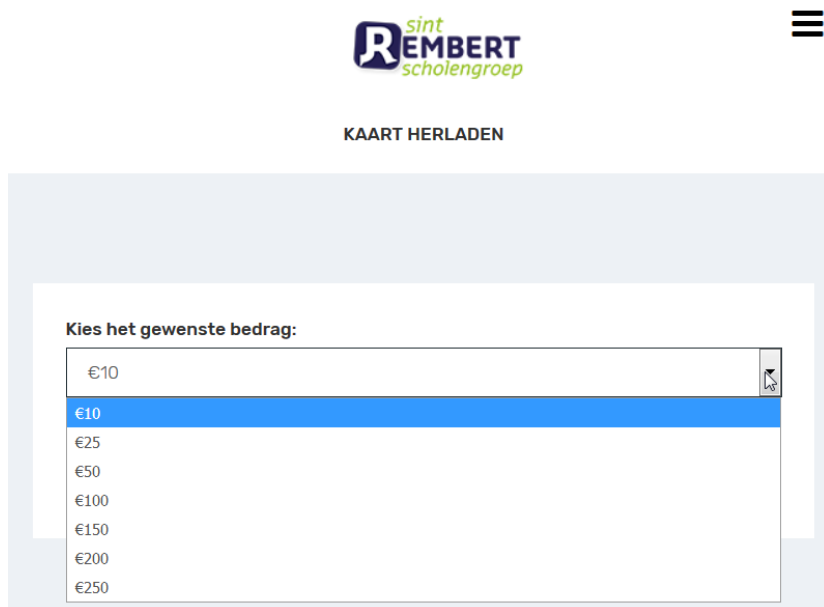 sint
REMBERT
scholengroep
KAART HERLADEN
Kies het gewenste bedrag:
€10
€10
€25
€50
€100
€150
€200
€250